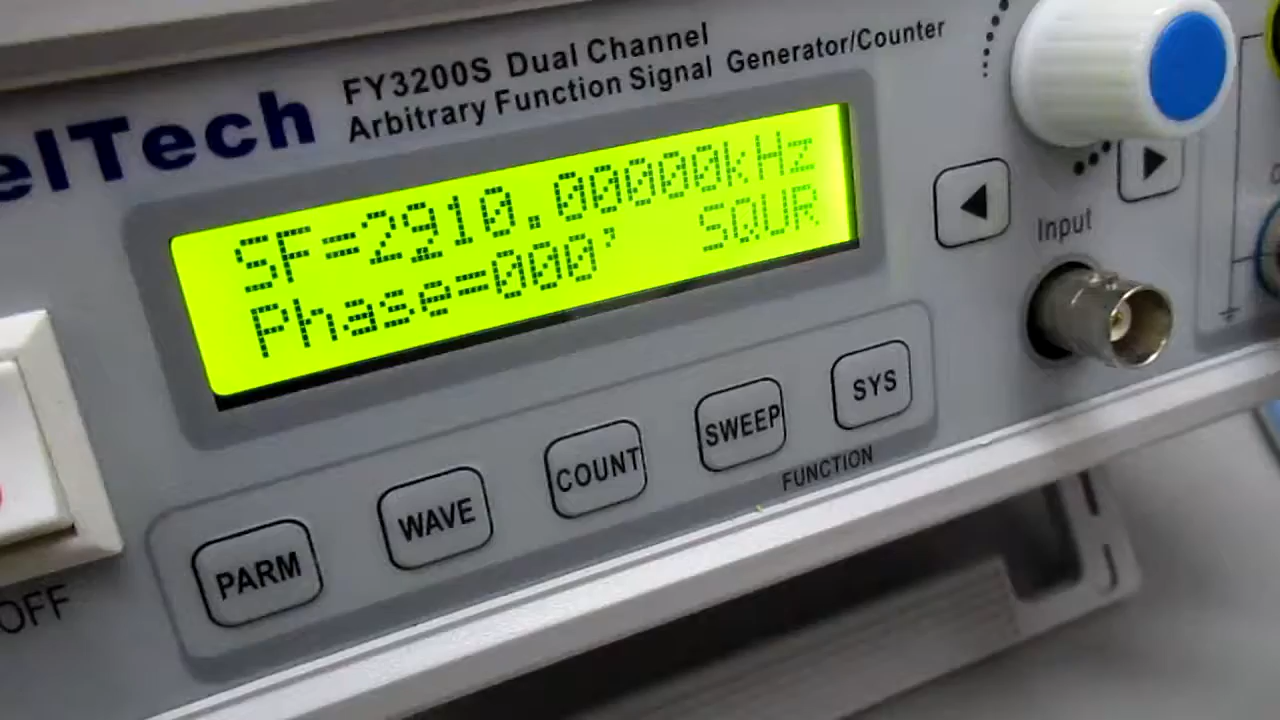 elTech
FY3200S Dual Channel
Arbitrary Function Signal Generator/Counter
SF=2910.00000kHz
Phase=000’ SQUR
Input
PARM
WAVE
COUNT
SWEEP
SYS
FUNCTION
OFF